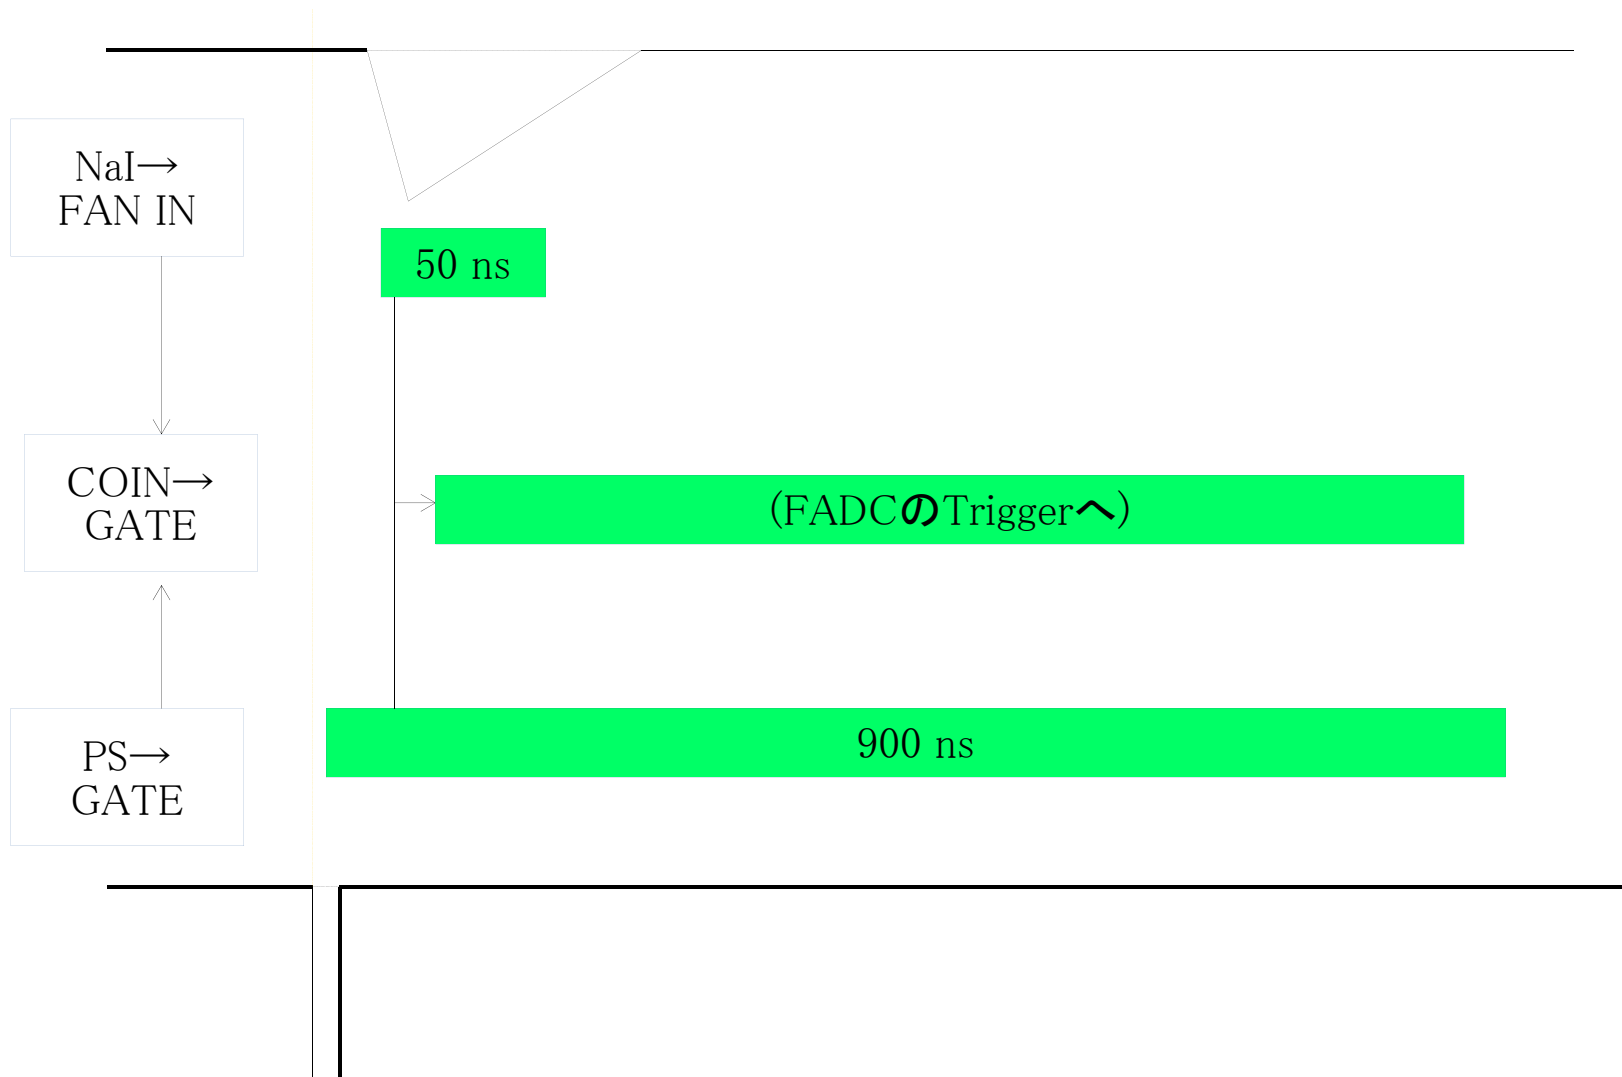 NaI→
FAN IN
50 ns
COIN→
GATE
(FADCのTriggerへ)
PS→
GATE
900 ns